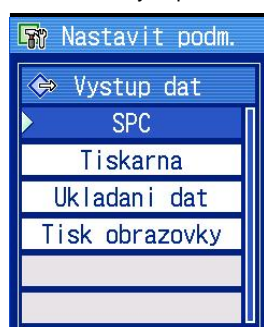 Nastavit podm.
Vystup dat
SPC
Tiskarna
Ukladani dat
Tisk obrazovky